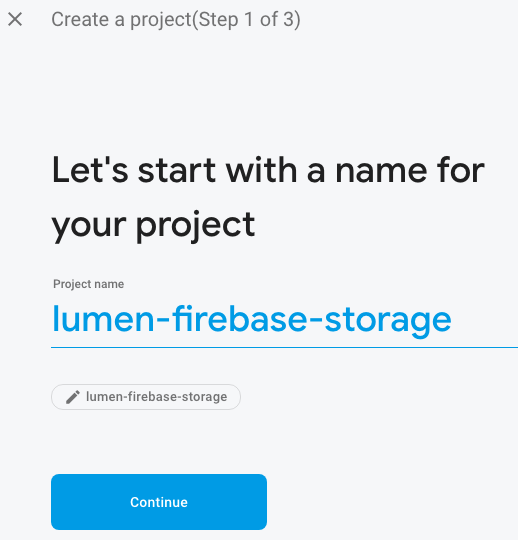 Create a project(Step 1 of 3)
Let's start with a name for
your project
Project name
lumen-firebase-storage
lumen-firebase-storage
Continue